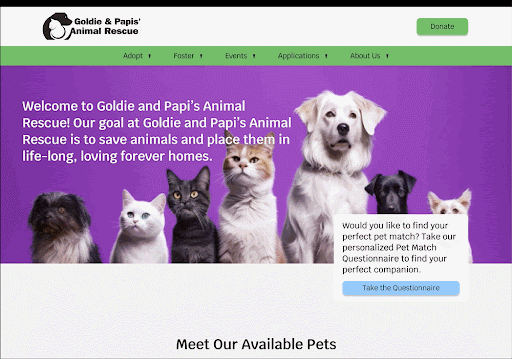 Goldie & Papis'
Animal Rescue
Donate
Adopt
Foster
Events
Applications
About Us
Welcome to Goldie and Papi's Animal
Rescue! Our goal at Goldie and Papi's Animal
Rescue is to save animals and place them in
life-long, loving forever homes.
Would you like to find your
perfect pet match? Take our
personalized Pet Match
Questionnaire to find your
perfect companion.
Take the Questionnaire
Meet Our Available Pets